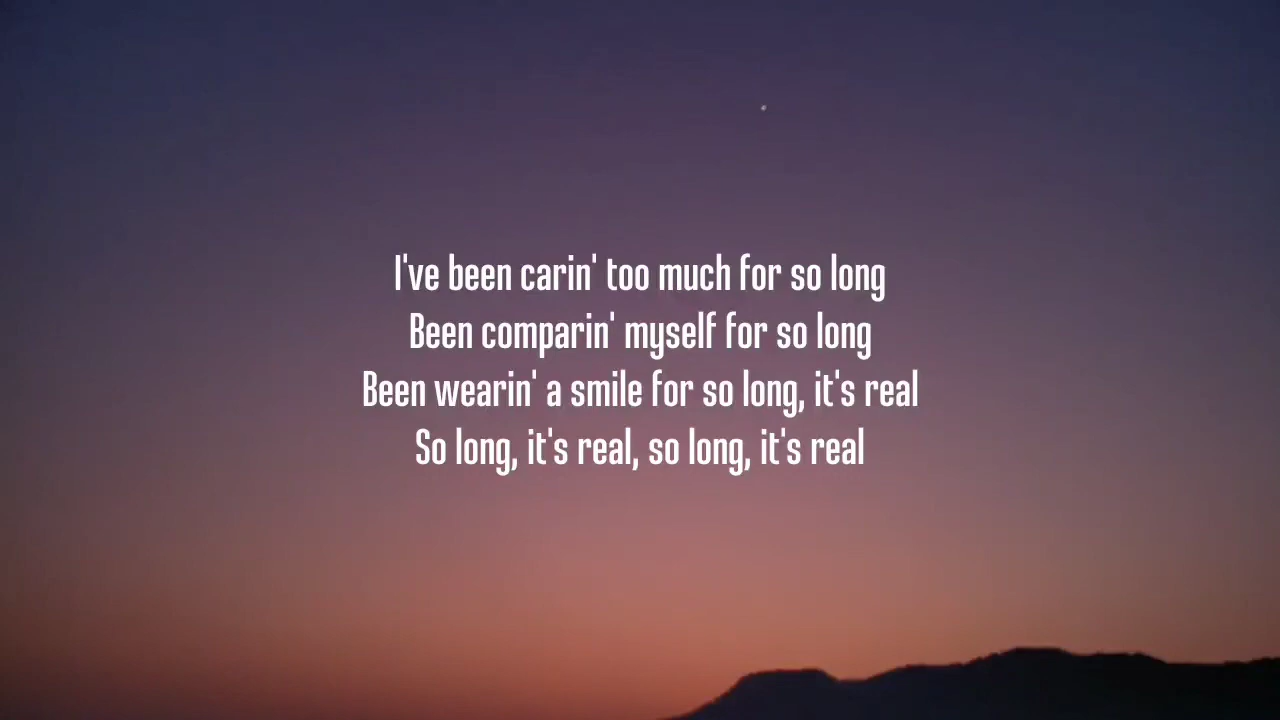 I've been carin' too much for so long
Been comparin' myself for so long
Been wearin' a smile for so long, it's real
So long, it's real, so long, it's real